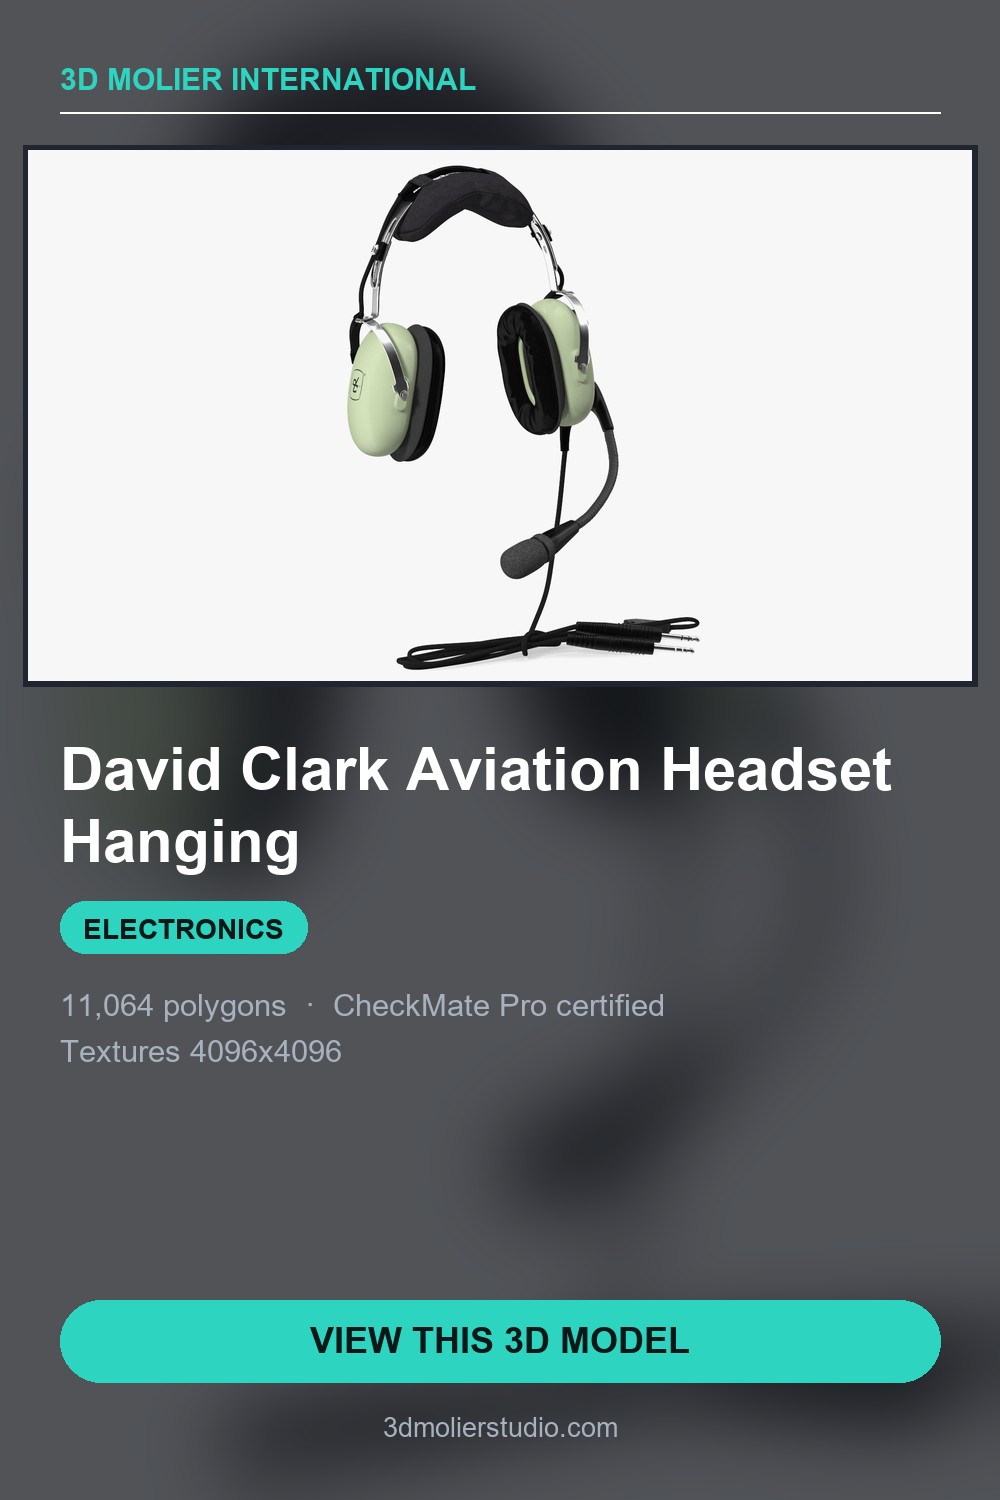 3D MOLIER INTERNATIONAL
David Clark Aviation Headset
Hanging
ELECTRONICS
11,064 polygons · CheckMate Pro certified
Textures 4096x4096
VIEW THIS 3D MODEL
3dmolierstudio.com